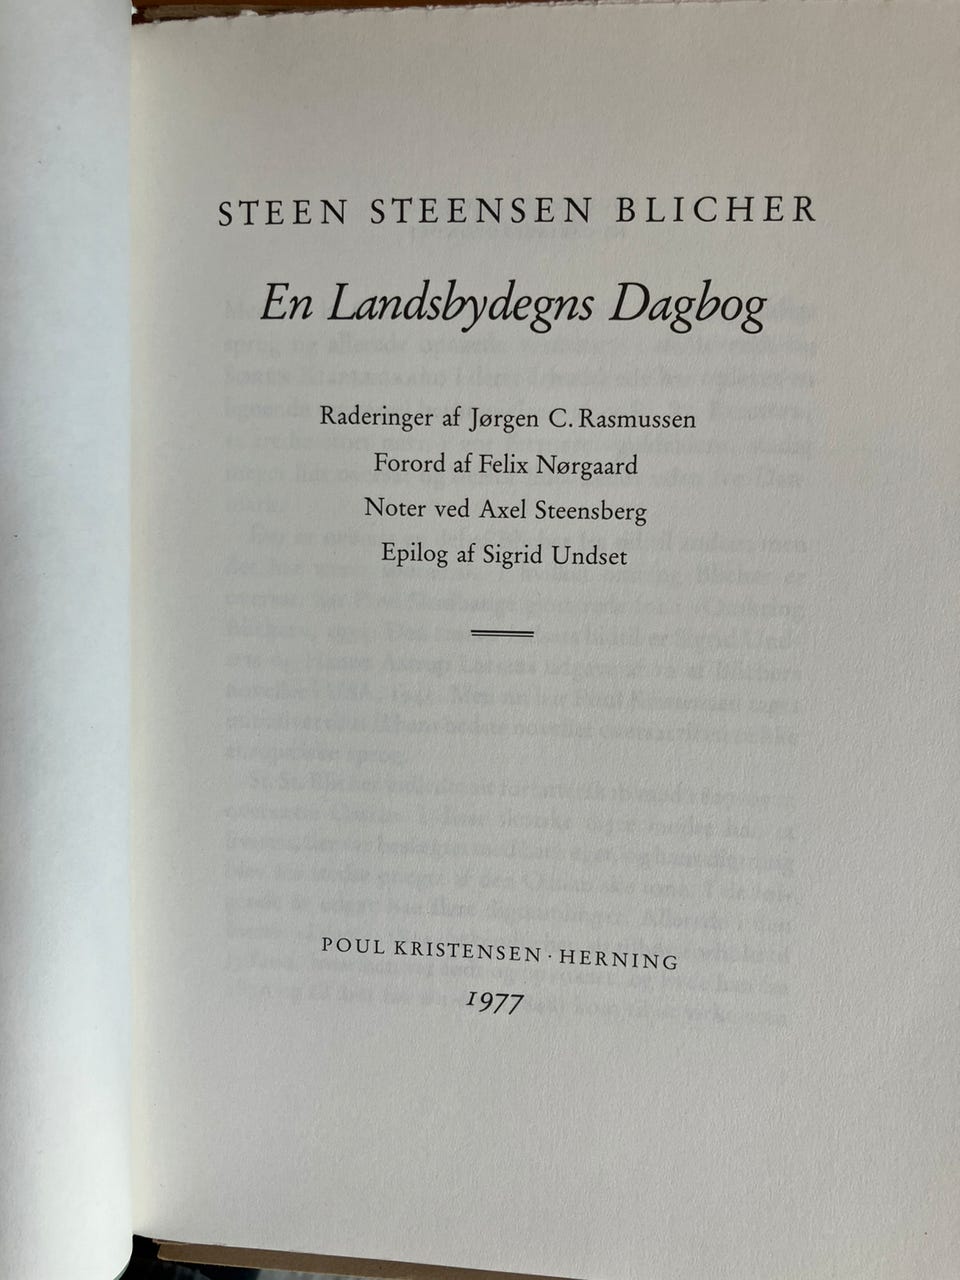 STEEN STEENSEN BLICHER
En Landsbydegns Dagbog
Raderinger af Jørgen C. Rasmussen
Forord af Felix Nørgaard
Noter ved Axel Steensberg
Epilog af Sigrid Undset
POUL KRISTENSEN · HERNING
1977